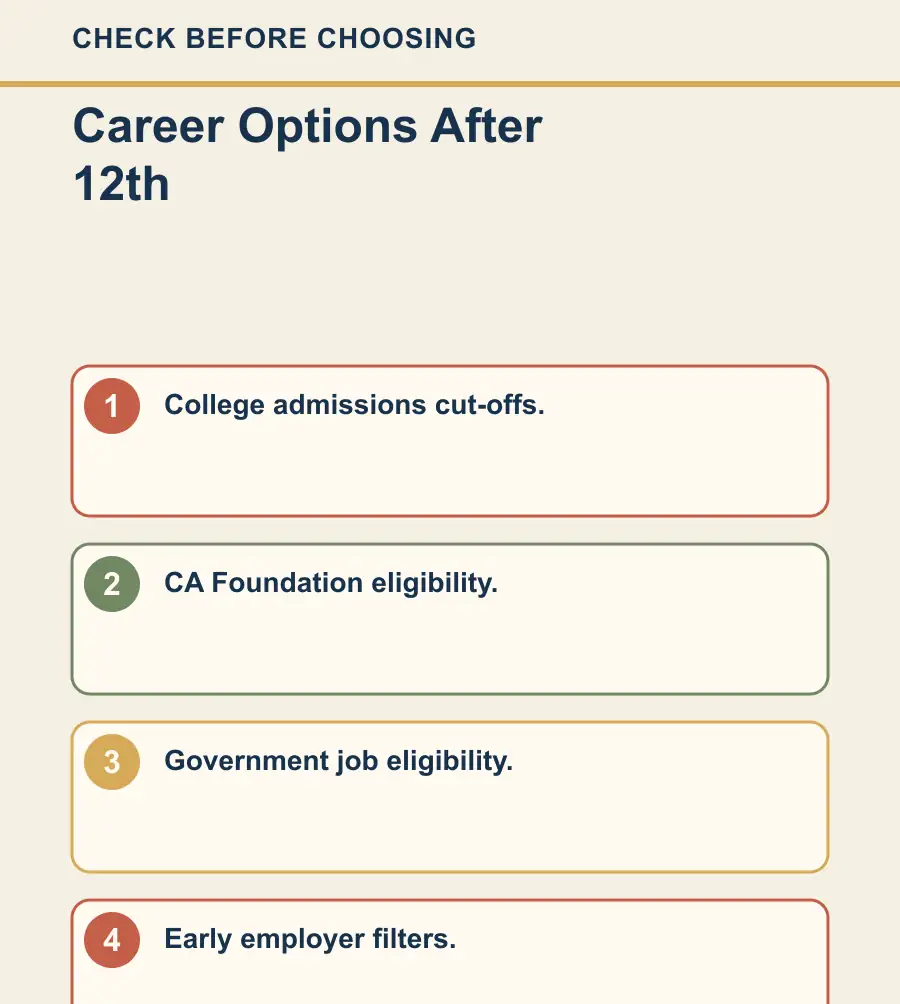 CHECK BEFORE CHOOSING
Career Options After
12th
1 College admissions cut-offs.
2 CA Foundation eligibility.
3 Government job eligibility.
4 Early employer filters.